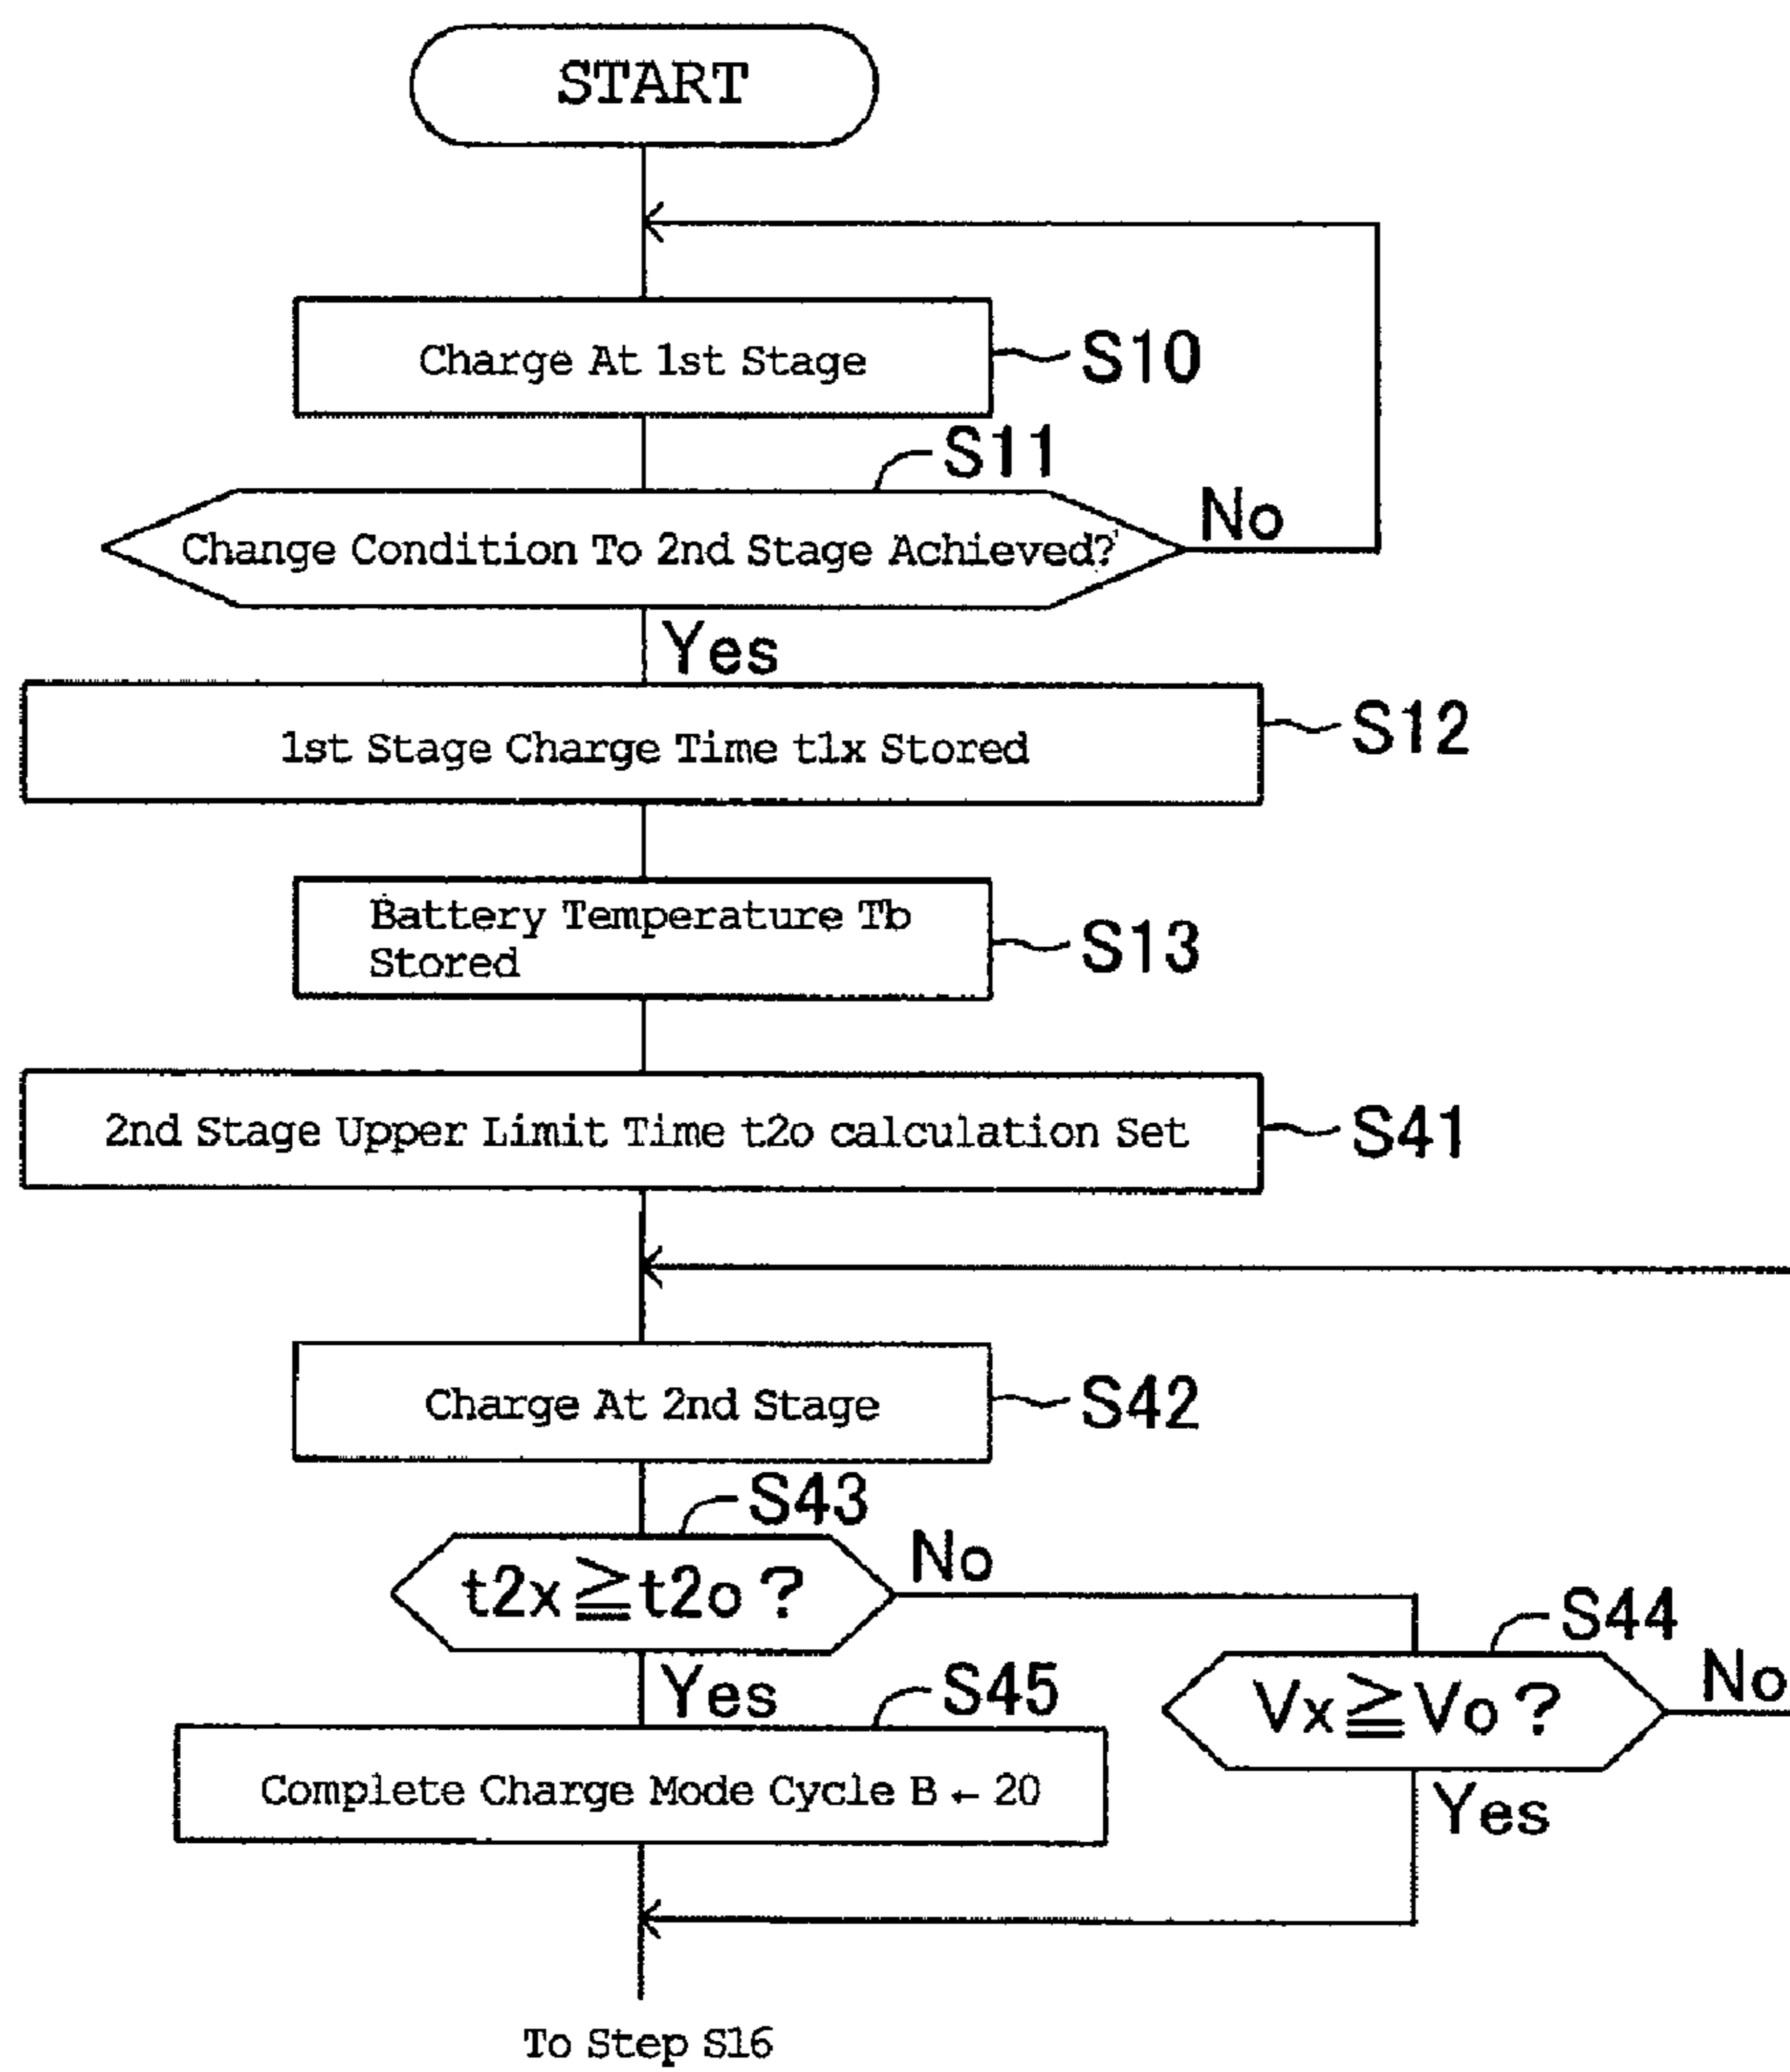 START
Charge At 1st Stage
S10
S11
Change Condition To 2nd Stage Achieved?
No
Yes
1st Stage Charge Time t1x Stored
S12
Battery Temperature Tb
Stored
S13
2nd Stage Upper Limit Time t2o calculation Set
S41
Charge At 2nd Stage
S42
S43
t2x≧t2o?
No
S44
Vx≧Vo?
No
Yes
Yes
S45
Complete Charge Mode Cycle B ← 20
To Step S16